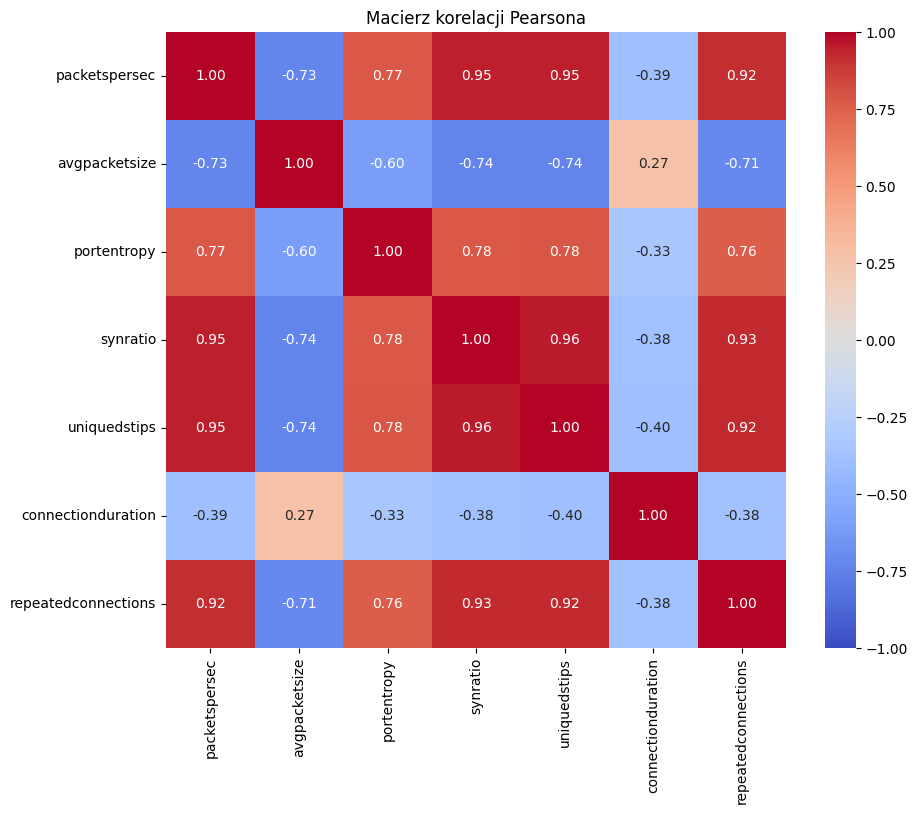 Macierz korelacji Pearsona
packetspersec 1.00 -0.73 0.77 0.95 0.95 -0.39 0.92
avgpacketsize -0.73 1.00 -0.60 -0.74 -0.74 0.27 -0.71
portentropy 0.77 -0.60 1.00 0.78 0.78 -0.33 0.76
synratio 0.95 -0.74 0.78 1.00 0.96 -0.38 0.93
uniquedstips 0.95 -0.74 0.78 0.96 1.00 -0.40 0.92
connectionduration -0.39 0.27 -0.33 -0.38 -0.40 1.00 -0.38
repeatedconnections 0.92 -0.71 0.76 0.93 0.92 -0.38 1.00
packetspersec
avgpacketsize
portentropy
synratio
uniquedstips
connectionduration
repeatedconnections
1.00
0.75
0.50
0.25
0.00
−0.25
−0.50
−0.75
−1.00